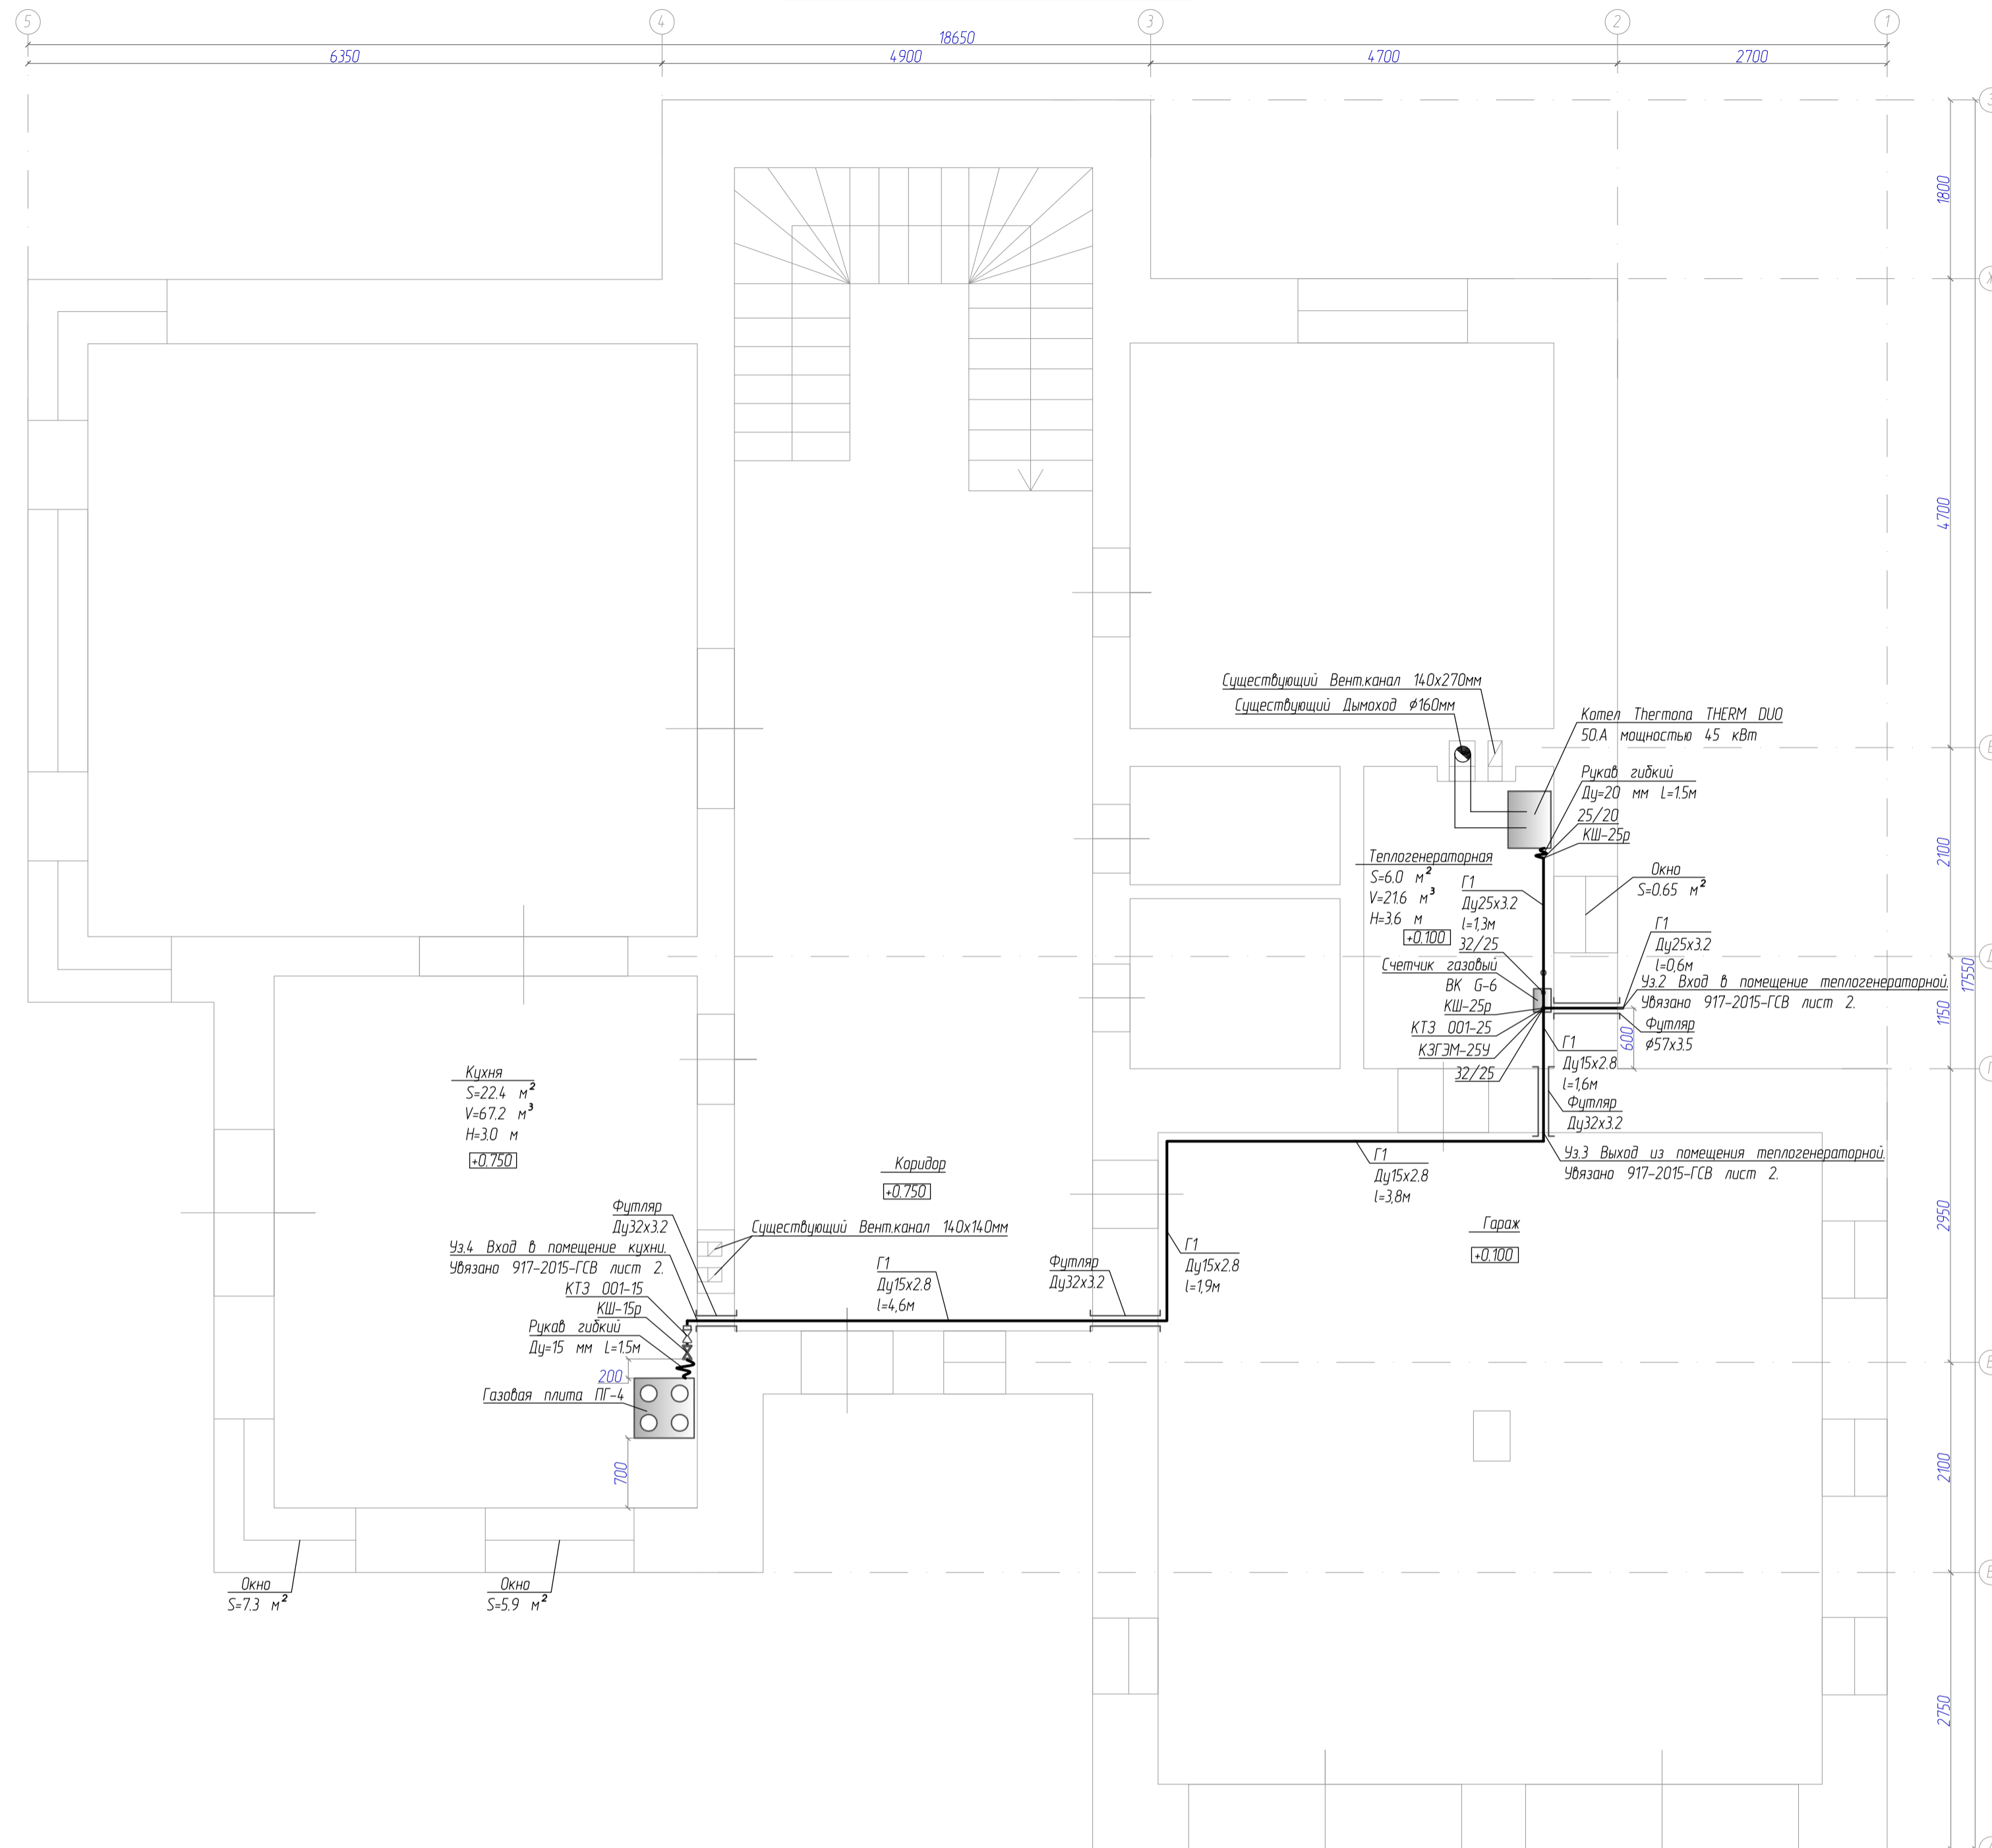 5
4
3
2
1
18650
6350
4900
4700
2700
1800
4700
2100
1150
17550
2950
2100
2750
Существующий Вент.канал 140х270мм
Существующий Дымоход ф160мм
Котел Thermona THERM DUO
50.А мощностью 45 кВт
Рукав гибкий
Ду=20 мм L=1.5м
25/20
КШ-25р
Теплогенераторная
S=6.0 м²
V=21.6 м³
H=3.6 м
+0.100
Г1
Ду25х3.2
l=1,3м
32/25
Счетчик газовый
ВК G-6
КШ-25р
КТЗ 001-25
КЗГЭМ-25У
32/25
Окно
S=0.65 м²
Г1
Ду25х3.2
l=0,6м
Уз.2 Вход в помещение теплогенераторной.
Увязано 917-2015-ГСВ лист 2.
Футляр
ф57х3.5
600
Г1
Ду15х2.8
l=1,6м
Футляр
Ду32х3.2
Уз.3 Выход из помещения теплогенераторной.
Увязано 917-2015-ГСВ лист 2.
Кухня
S=22.4 м²
V=67.2 м³
H=3.0 м
+0.750
Коридор
+0.750
Г1
Ду15х2.8
l=3,8м
Гараж
+0.100
Футляр
Ду32х3.2
Существующий Вент.канал 140х140мм
Уз.4 Вход в помещение кухни.
Увязано 917-2015-ГСВ лист 2.
КТЗ 001-15
КШ-15р
Рукав гибкий
Ду=15 мм L=1.5м
200
Газовая плита ПГ-4
700
Г1
Ду15х2.8
l=4,6м
Футляр
Ду32х3.2
Г1
Ду15х2.8
l=1,9м
Окно
S=7.3 м²
Окно
S=5.9 м²